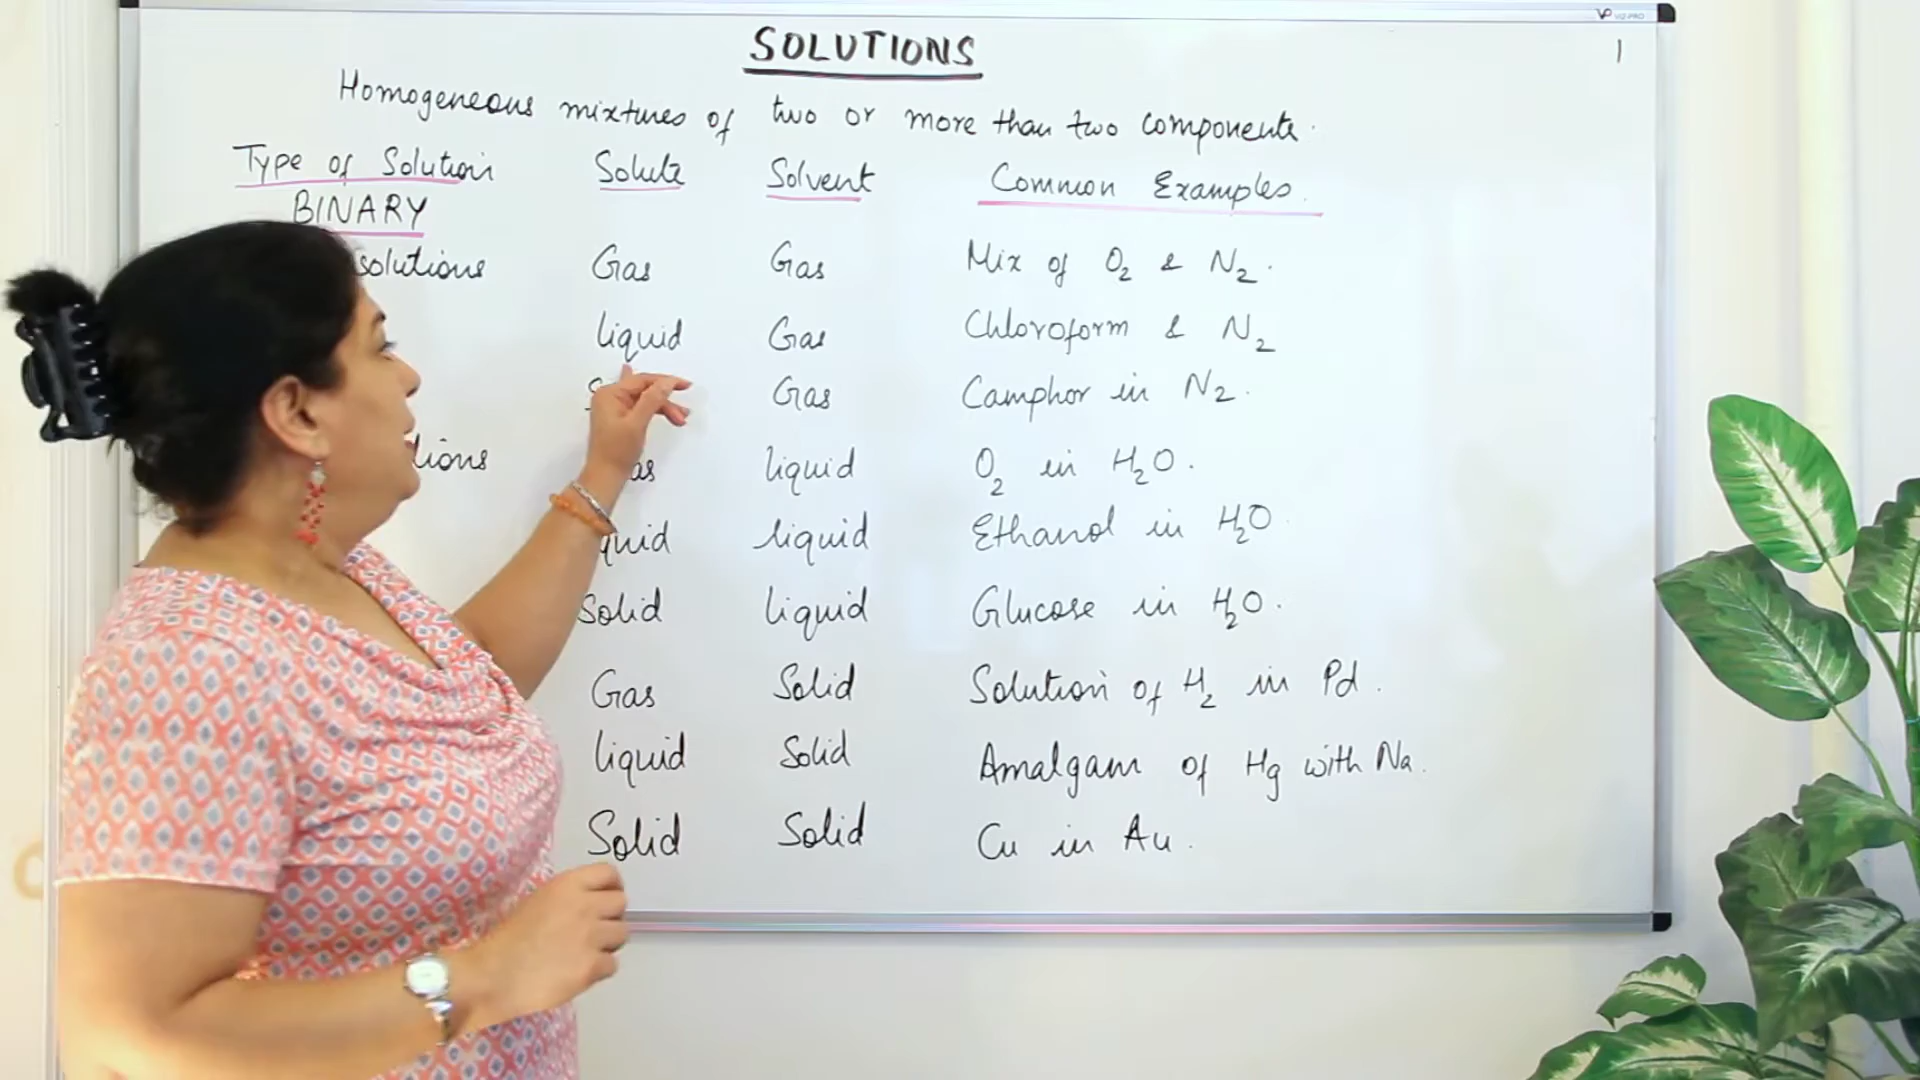 VIZ-PRO
SOLUTIONS
1
Homogeneous mixtures of two or more than two components.
Type of Solution Solute Solvent Common Examples.
BINARY
solutions Gas Gas Mix of O₂ & N₂.
liquid Gas Chloroform & N₂
Gas Camphor in N₂.
liquid O₂ in H₂O.
liquid Ethanol in H₂O
Solid liquid Glucose in H₂O.
Gas Solid Solution of H₂ in Pd.
liquid Solid Amalgam of Hg with Na.
Solid Solid Cu in Au.